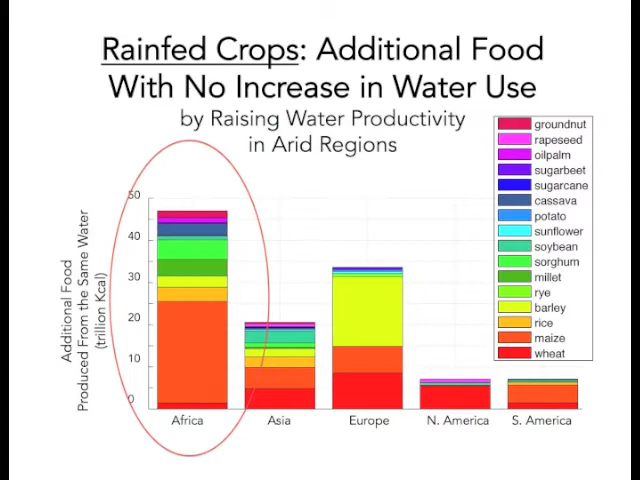 Rainfed Crops: Additional Food
With No Increase in Water Use
by Raising Water Productivity
in Arid Regions
groundnut
rapeseed
oilpalm
sugarbeet
sugarcane
cassava
potato
sunflower
soybean
sorghum
millet
rye
barley
rice
maize
wheat
Additional Food
Produced From the Same Water
(trillion Kcal)
50
40
30
20
10
0
Africa
Asia
Europe
N. America
S. America